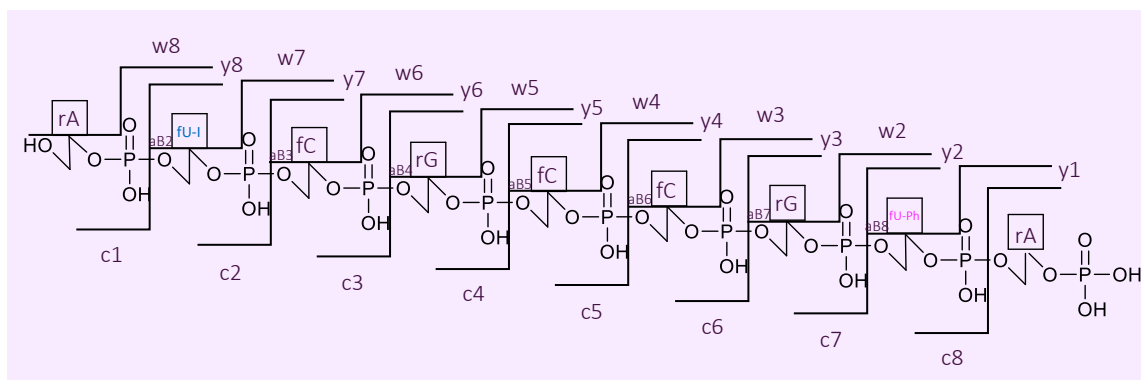 w8
y8
w7
y7
w6
y6
w5
y5
w4
y4
w3
y3
w2
y2
y1
rA
fU-I
fC
rG
fC
fC
rG
fU-Ph
rA
aB2
aB3
aB4
aB5
aB6
aB7
aB8
HO
O
O
P
O
OH
O
O
P
O
OH
O
O
P
O
OH
O
O
P
O
OH
O
O
P
O
OH
O
O
P
O
OH
O
O
P
O
OH
O
O
P
O
OH
O
O
P
OH
OH
c1
c2
c3
c4
c5
c6
c7
c8